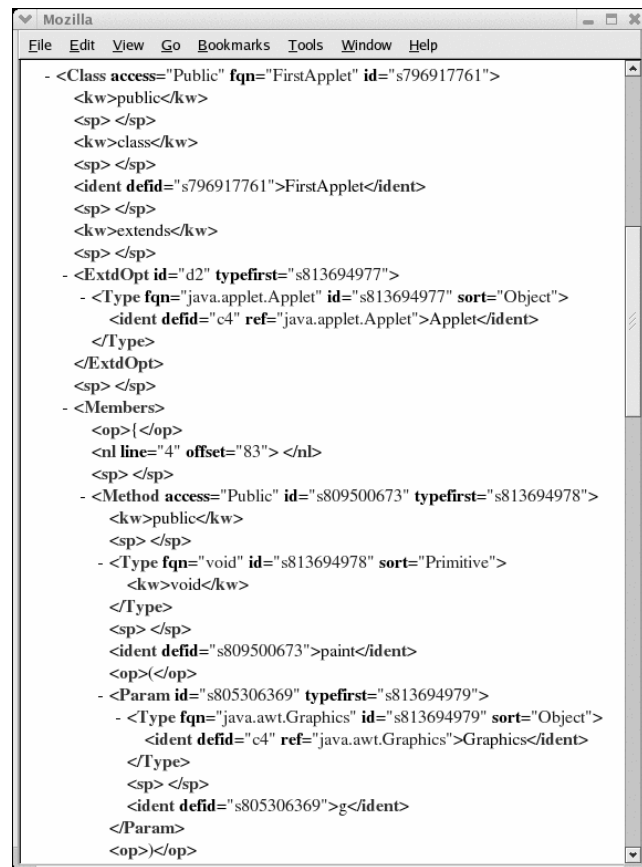 Mozilla
File Edit View Go Bookmarks Tools Window Help
- <Class access="Public" fqn="FirstApplet" id="s796917761">
<kw>public</kw>
<sp> </sp>
<kw>class</kw>
<sp> </sp>
<ident defid="s796917761">FirstApplet</ident>
<sp> </sp>
<kw>extends</kw>
<sp> </sp>
- <ExtdOpt id="d2" typefirst="s813694977">
- <Type fqn="java.applet.Applet" id="s813694977" sort="Object">
<ident defid="c4" ref="java.applet.Applet">Applet</ident>
</Type>
</ExtdOpt>
<sp> </sp>
- <Members>
<op>{</op>
<nl line="4" offset="83"> </nl>
<sp> </sp>
- <Method access="Public" id="s809500673" typefirst="s813694978">
<kw>public</kw>
<sp> </sp>
- <Type fqn="void" id="s813694978" sort="Primitive">
<kw>void</kw>
</Type>
<sp> </sp>
<ident defid="s809500673">paint</ident>
<op>(</op>
- <Param id="s805306369" typefirst="s813694979">
- <Type fqn="java.awt.Graphics" id="s813694979" sort="Object">
<ident defid="c4" ref="java.awt.Graphics">Graphics</ident>
</Type>
<sp> </sp>
<ident defid="s805306369">g</ident>
</Param>
<op>)</op>